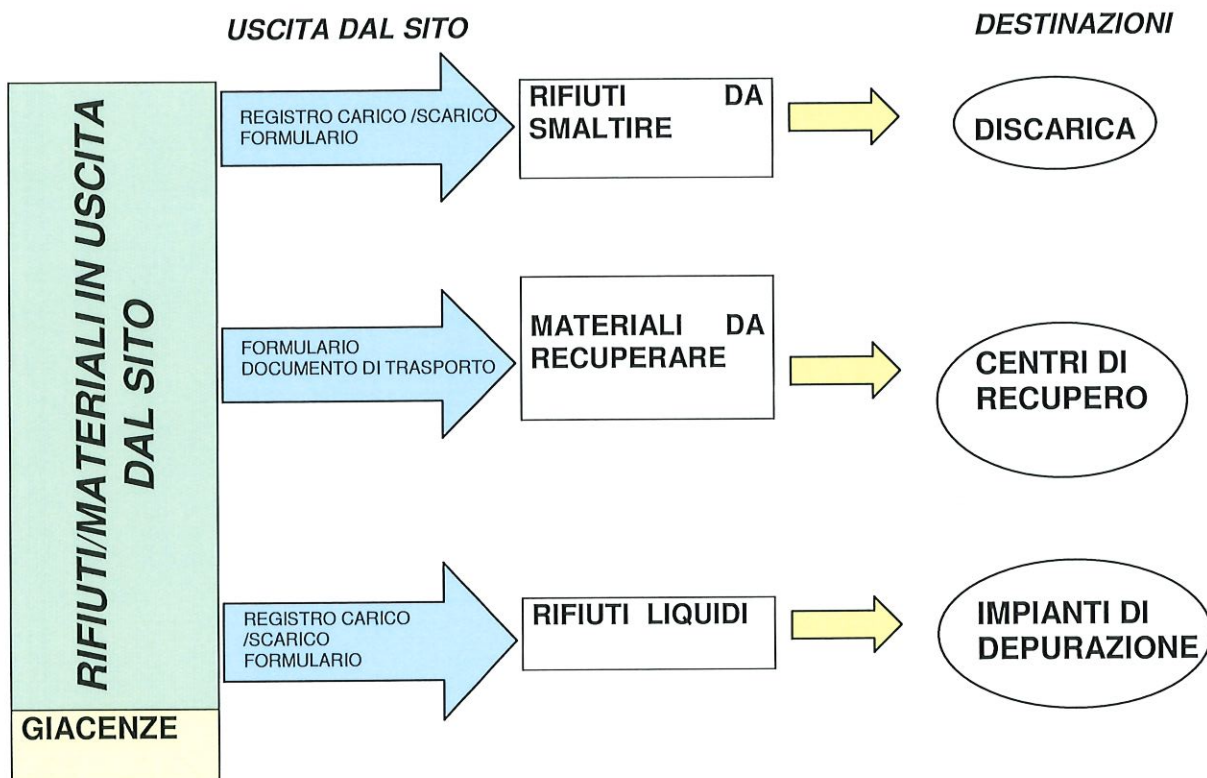 USCITA DAL SITO
DESTINAZIONI
RIFIUTI/MATERIALI IN USCITA
DAL SITO
REGISTRO CARICO /SCARICO
FORMULARIO
RIFIUTI DA
SMALTIRE
DISCARICA
FORMULARIO
DOCUMENTO DI TRASPORTO
MATERIALI DA
RECUPERARE
CENTRI DI
RECUPERO
REGISTRO CARICO
/SCARICO
FORMULARIO
RIFIUTI LIQUIDI
IMPIANTI DI
DEPURAZIONE
GIACENZE